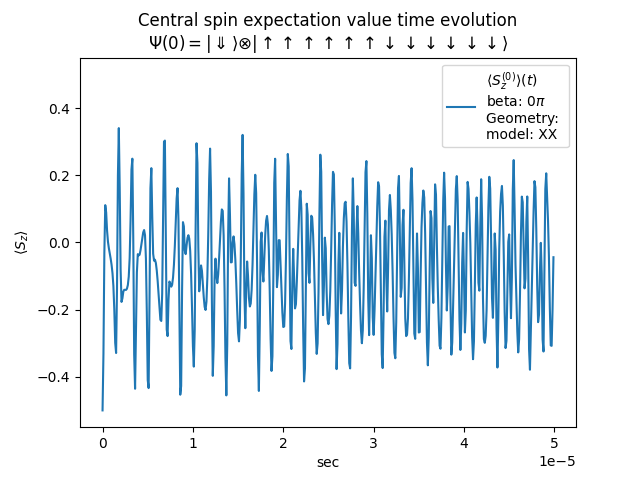 Central spin expectation value time evolution
Ψ(0) = | ⇓ ⟩⊗| ↑ ↑ ↑ ↑ ↑ ↑ ↓ ↓ ↓ ↓ ↓ ↓⟩
⟨S_z^{(0)}⟩(t)
beta: 0π
Geometry:
model: XX
0.4
0.2
0.0
−0.2
−0.4
⟨S_z⟩
0 1 2 3 4 5
1e−5
sec